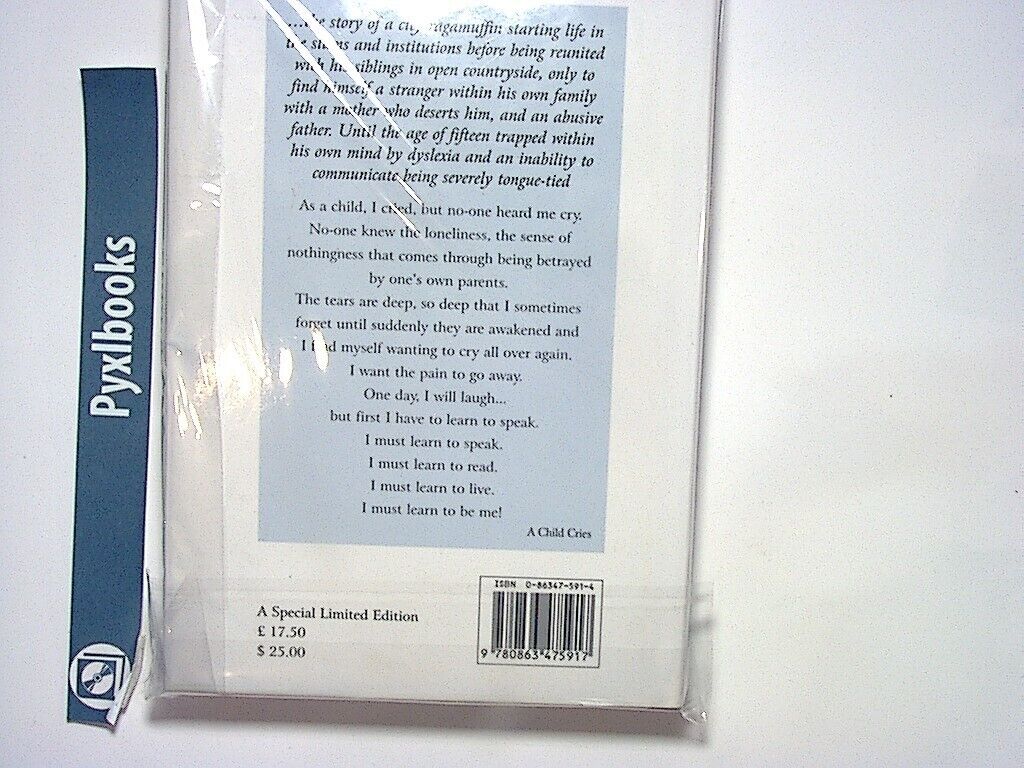 Pyxlbooks
...the story of a city ragamuffin starting life in
the slums and institutions before being reunited
with his siblings in open countryside, only to
find himself a stranger within his own family
with a mother who deserts him, and an abusive
father. Until the age of fifteen trapped within
his own mind by dyslexia and an inability to
communicate being severely tongue-tied
As a child, I cried, but no-one heard me cry.
No-one knew the loneliness, the sense of
nothingness that comes through being betrayed
by one's own parents.
The tears are deep, so deep that I sometimes
forget until suddenly they are awakened and
I find myself wanting to cry all over again.
I want the pain to go away.
One day, I will laugh...
but first I have to learn to speak.
I must learn to speak.
I must learn to read.
I must learn to live.
I must learn to be me!
A Child Cries
A Special Limited Edition
£ 17.50
$ 25.00
ISBN 0-86347-591-4
9 780863 475917